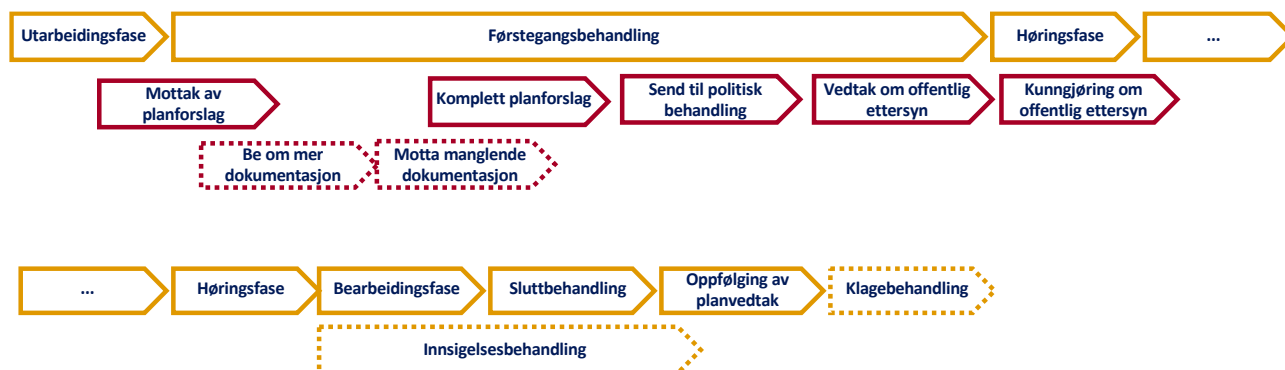 Utarbeidingsfase
Førstegangsbehandling
Høringsfase
...
Mottak av
planforslag
Komplett planforslag
Send til politisk
behandling
Vedtak om offentlig
ettersyn
Kunngjøring om
offentlig ettersyn
Be om mer
dokumentasjon
Motta manglende
dokumentasjon
...
Høringsfase
Bearbeidingsfase
Sluttbehandling
Oppfølging av
planvedtak
Klagebehandling
Innsigelsesbehandling